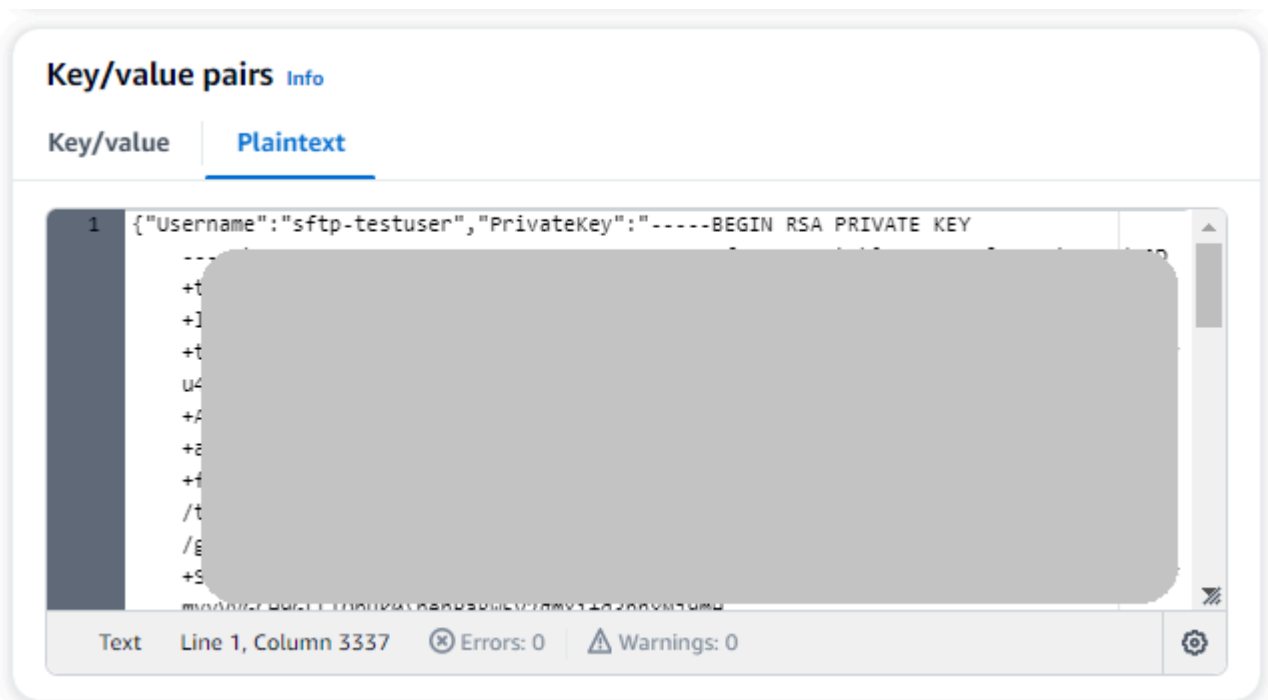 Key/value pairs Info
Key/value Plaintext
1 {"Username":"sftp-testuser","PrivateKey":"-----BEGIN RSA PRIVATE KEY
Text Line 1, Column 3337 Errors: 0 Warnings: 0